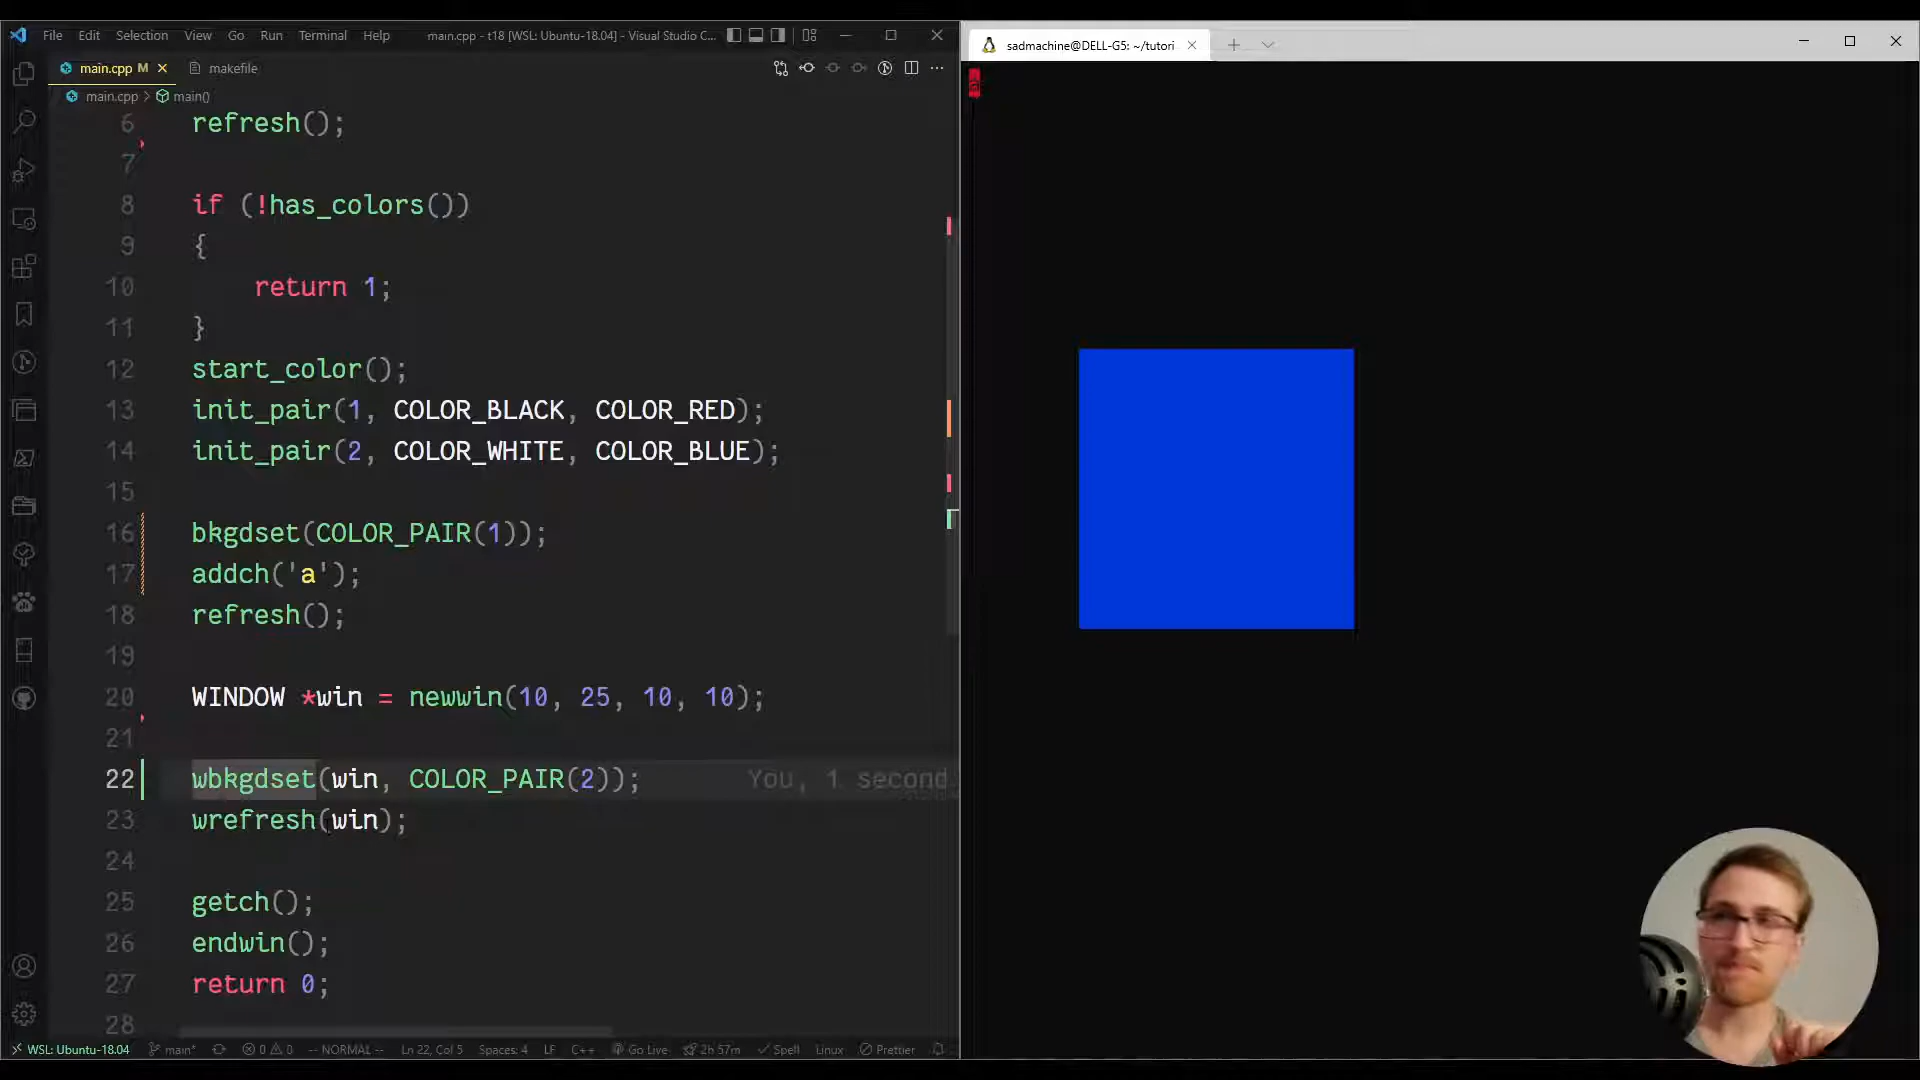 File Edit Selection View Go Run Terminal Help main.cpp - t18 [WSL: Ubuntu-18.04] - Visual Studio C...
main.cpp M makefile
main.cpp > main()
6 refresh();
7
8 if (!has_colors())
9 {
10 return 1;
11 }
12 start_color();
13 init_pair(1, COLOR_BLACK, COLOR_RED);
14 init_pair(2, COLOR_WHITE, COLOR_BLUE);
15
16 bkgdset(COLOR_PAIR(1));
17 addch('a');
18 refresh();
19
20 WINDOW *win = newwin(10, 25, 10, 10);
21
22 wbkgdset(win, COLOR_PAIR(2)); You, 1 second
23 wrefresh(win);
24
25 getch();
26 endwin();
27 return 0;
28
WSL: Ubuntu-18.04 main* 0 0 -- NORMAL -- Ln 22, Col 5 Spaces: 4 LF C++ Go Live 2h 57m Spell Linux Prettier
sadmachine@DELL-G5: ~/tutori